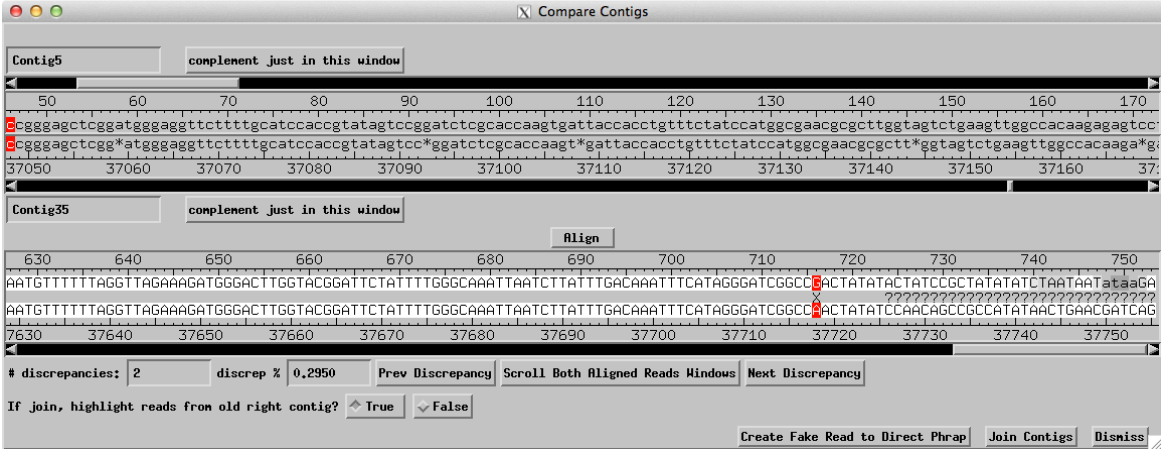 Compare Contigs
Contig5 complement just in this window
50 60 70 80 90 100 110 120 130 140 150 160 170
ccgggagctcggatgggaggttcttttgcatccaccgtatagtccggatctcgcaccaagtgattaccacctgtttctatccatggcgaacgcgcttggtagtctgaagttggccacaagagagtcc
ccgggagctcgg*atgggaggttcttttgcatccaccgtatagtcc*ggatctcgcaccaagt*gattaccacctgtttctatccatggcgaacgcgctt*ggtagtctgaagttggccacaaga*ga
37050 37060 37070 37080 37090 37100 37110 37120 37130 37140 37150 37160 37
Contig35 complement just in this window
Align
630 640 650 660 670 680 690 700 710 720 730 740 750
AATGTTTTTTAGGTTAGAAAGATGGGACTTGGTACGGATTCTATTTTGGGCAAATTAATCTTATTTGACAAATTTCATAGGGATCGGCCGACTATATACTATCCGCTATATATCTAATAATataaGA
X ??????????????????????????????
AATGTTTTTTAGGTTAGAAAGATGGGACTTGGTACGGATTCTATTTTGGGCAAATTAATCTTATTTGACAAATTTCATAGGGATCGGCCAACTATATCCAACAGCCGCCATATAACTGAACGATCAG
37630 37650 37660 37670 37680 37690 37700 37710 37720 37730 37740 37750
# discrepancies: 2 discrep % 0.2950 Prev Discrepancy Scroll Both Aligned Reads Windows Next Discrepancy
If join, highlight reads from old right contig? True False
Create Fake Read to Direct Phrap Join Contigs Dismiss